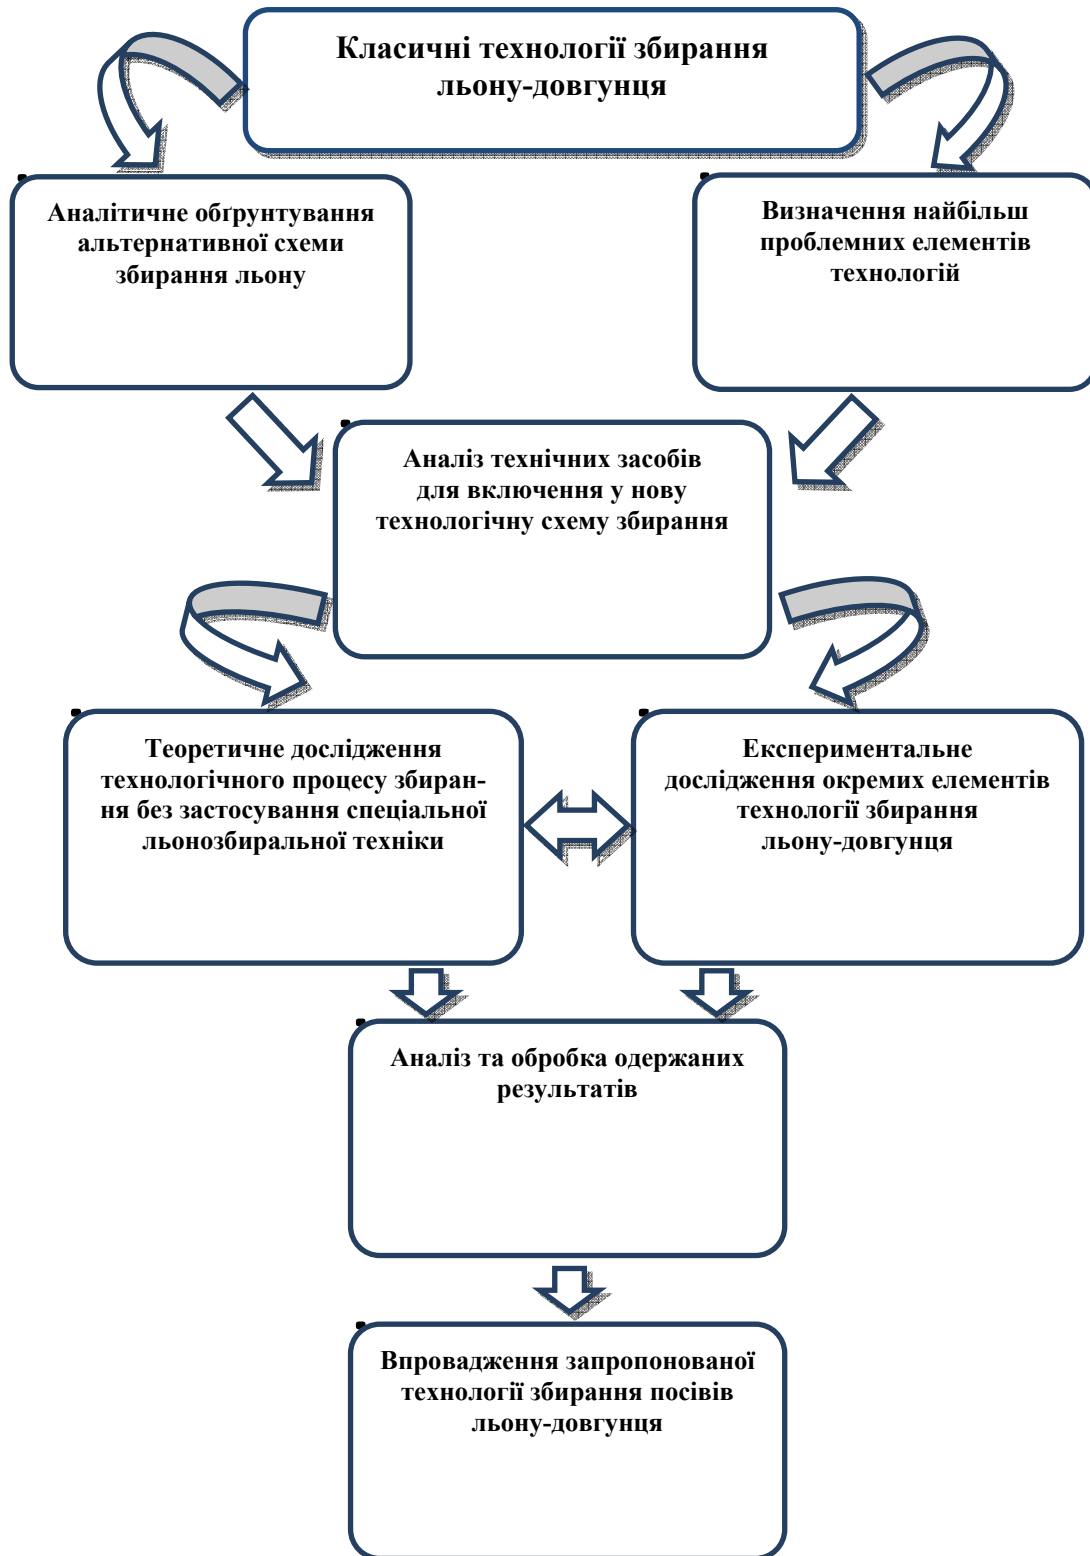 Класичні технології збирання
льону-довгунця
Аналітичне обґрунтування
альтернативної схеми
збирання льону
Визначення найбільш
проблемних елементів
технологій
Аналіз технічних засобів
для включення у нову
технологічну схему збирання
Теоретичне дослідження
технологічного процесу збиран-
ня без застосування спеціальної
льонозбиральної техніки
Експериментальне
дослідження окремих елементів
технології збирання
льону-довгунця
Аналіз та обробка одержаних
результатів
Впровадження запропонованої
технології збирання посівів
льону-довгунця